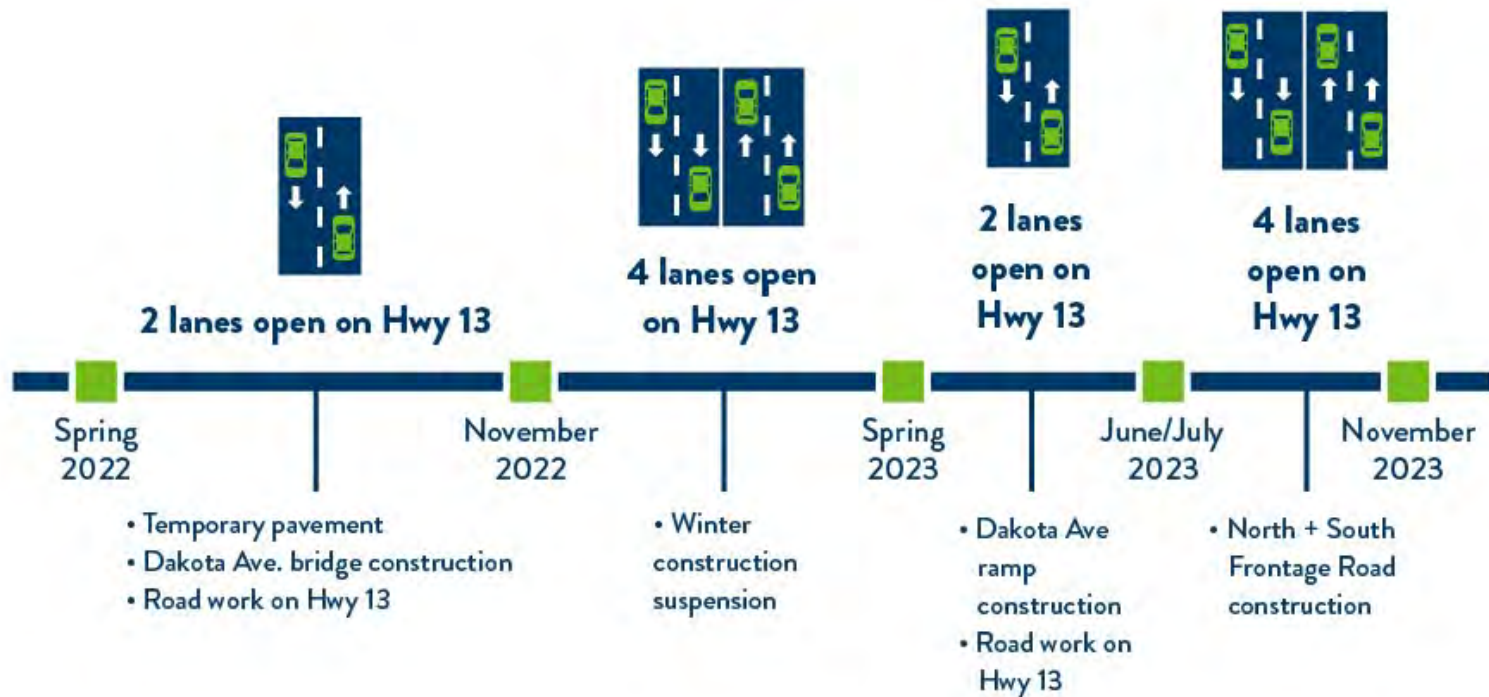 2 lanes open on Hwy 13
4 lanes open
on Hwy 13
2 lanes
open on
Hwy 13
4 lanes
open on
Hwy 13
Spring
2022
November
2022
Spring
2023
June/July
2023
November
2023
• Temporary pavement
• Dakota Ave. bridge construction
• Road work on Hwy 13
• Winter
construction
suspension
• Dakota Ave
ramp
construction
• Road work on
Hwy 13
• North + South
Frontage Road
construction